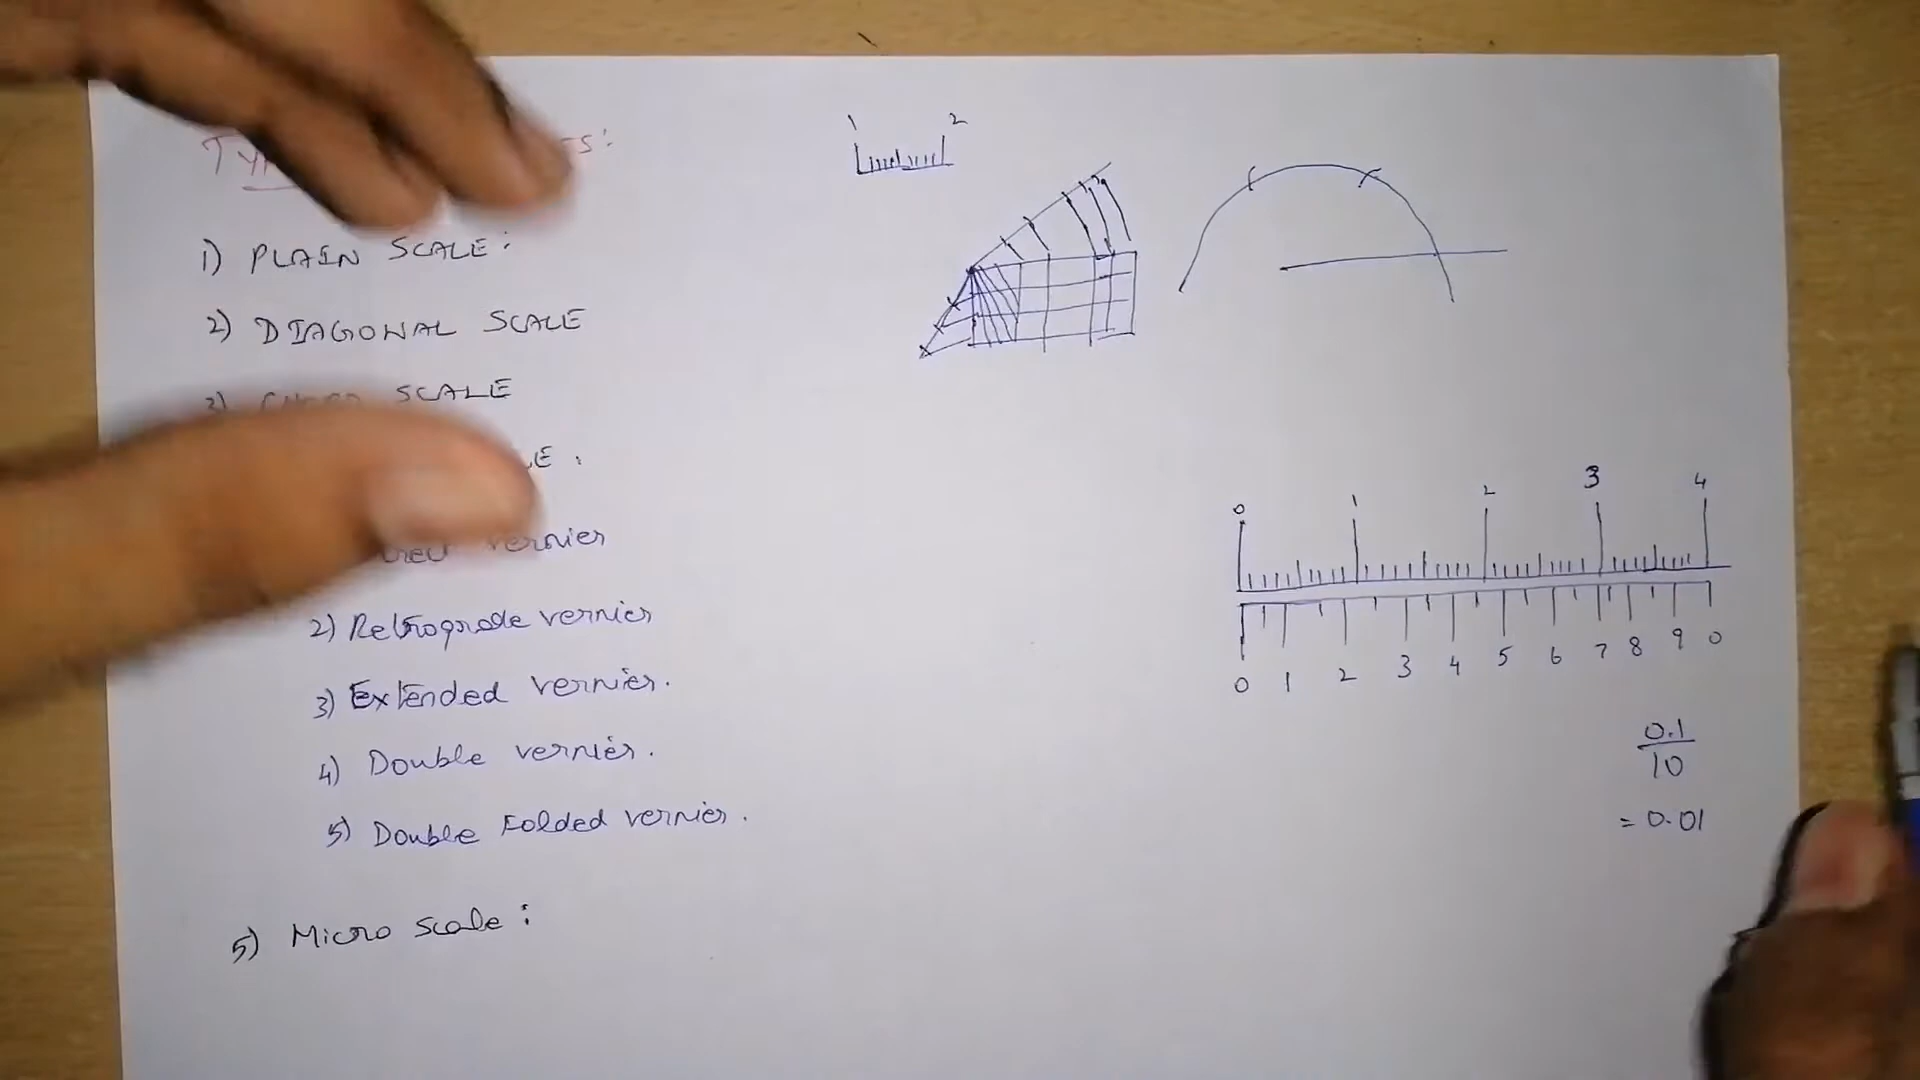 1) PLAIN SCALE:
2) DIAGONAL SCALE
3) SCALE
vernier
2) Retrograde vernier
3) Extended vernier.
4) Double vernier.
5) Double Folded vernier.
5) Micro scale:
1 2
0 1 2 3 4
0 1 2 3 4 5 6 7 8 9 0
0.1
10
= 0.01